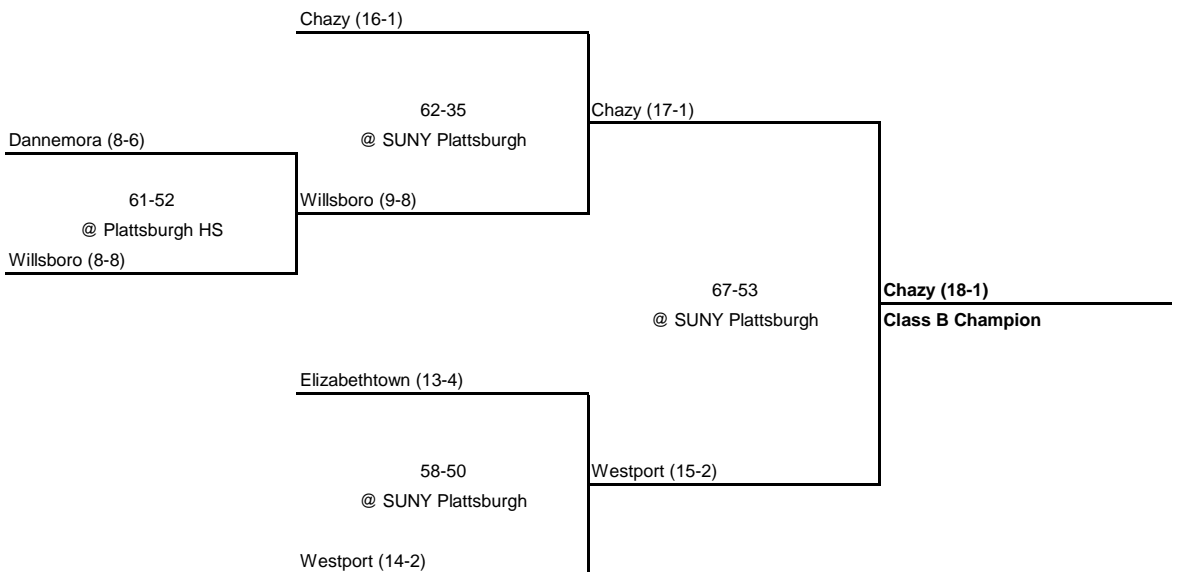 Chazy (16-1)
62-35
@ SUNY Plattsburgh
Chazy (17-1)
Dannemora (8-6)
61-52
@ Plattsburgh HS
Willsboro (9-8)
Willsboro (8-8)
67-53
@ SUNY Plattsburgh
Chazy (18-1)
Class B Champion
Elizabethtown (13-4)
58-50
@ SUNY Plattsburgh
Westport (15-2)
Westport (14-2)